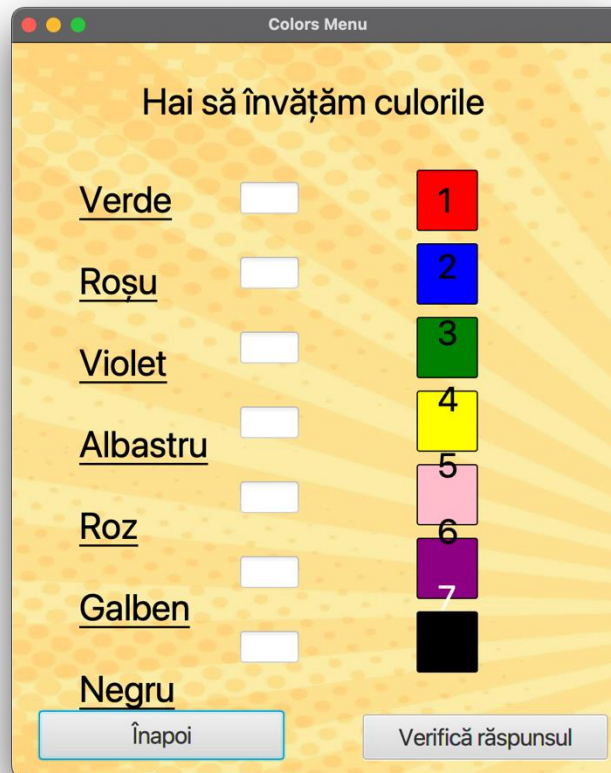 Colors Menu
Hai să învățăm culorile
Verde
1
Roșu
2
Violet
3
Albastru
4
Roz
5
Galben
6
Negru
7
Înapoi
Verifică răspunsul